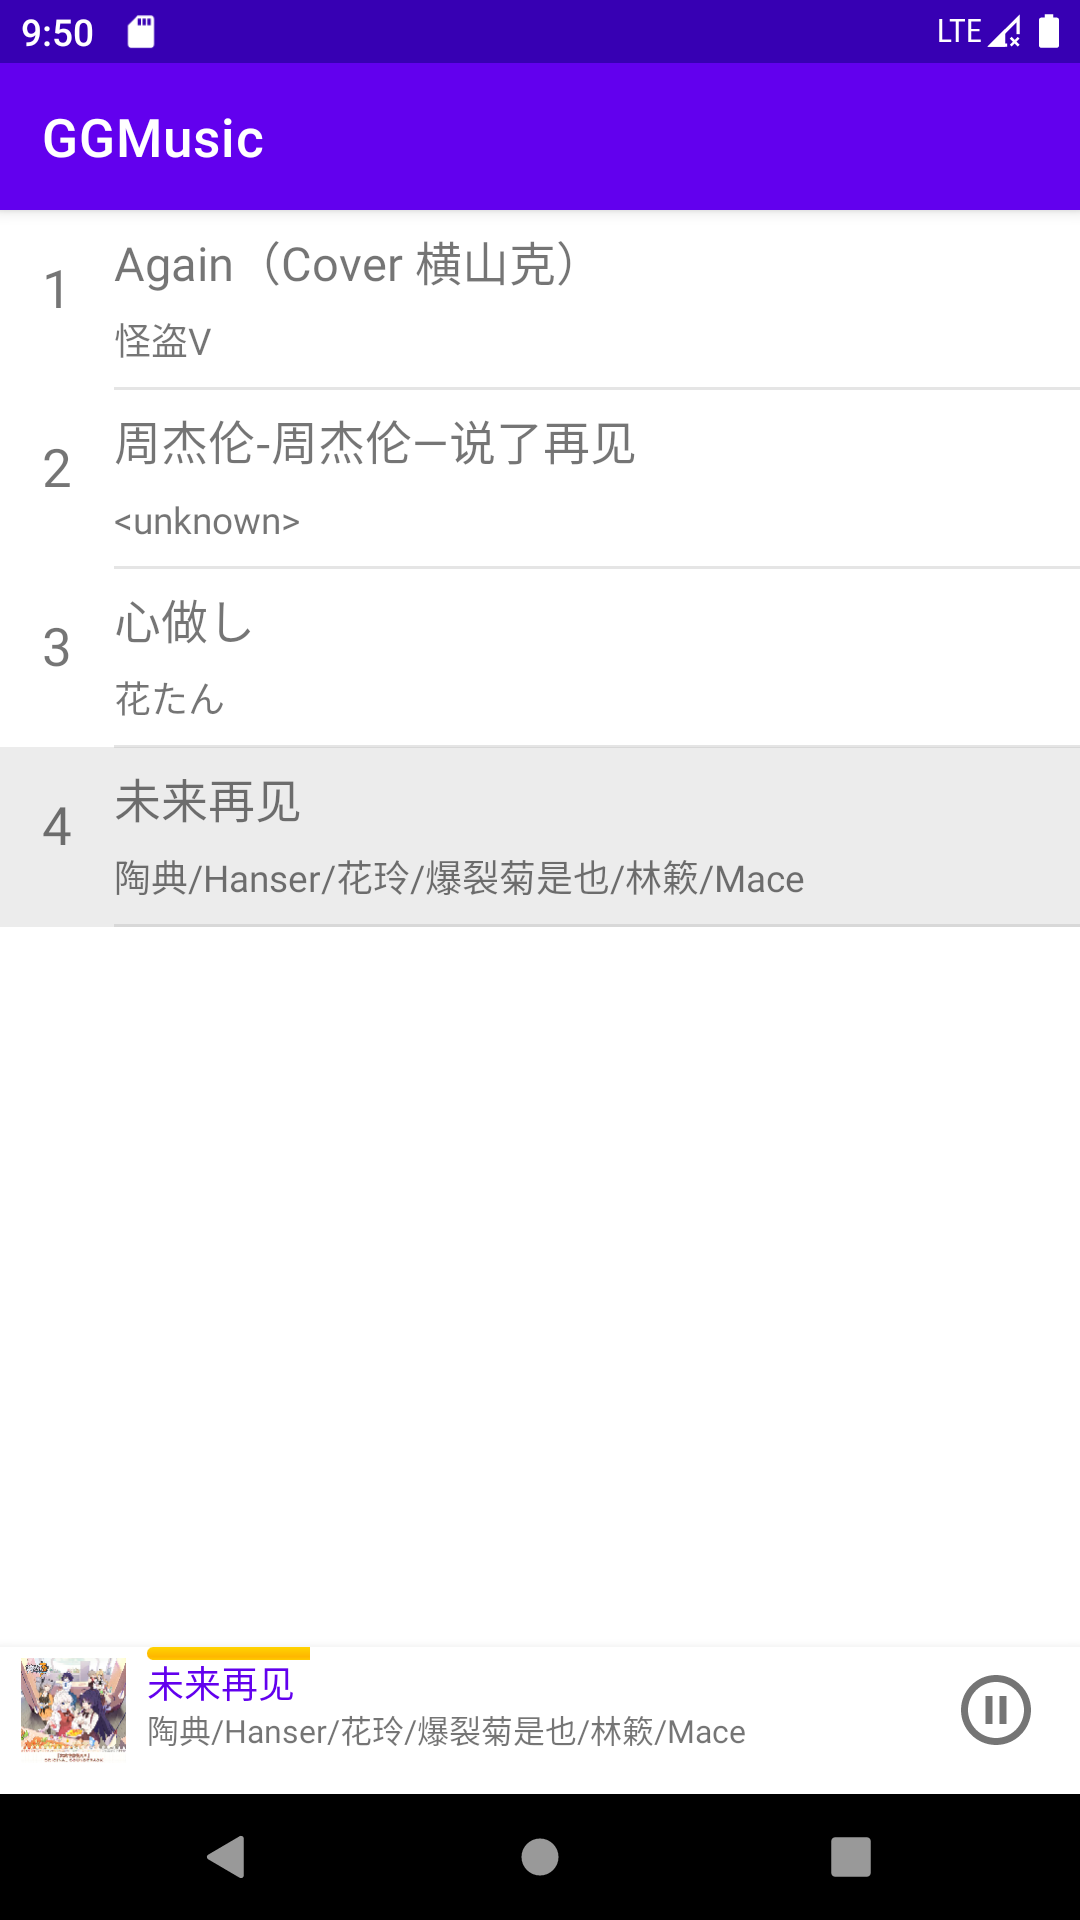 9:50 LTE
GGMusic
1
Again（Cover 横山克）
怪盗V
2
周杰伦-周杰伦—说了再见
<unknown>
3
心做し
花たん
4
未来再见
陶典/Hanser/花玲/爆裂菊是也/林簌/Mace
未来再见
陶典/Hanser/花玲/爆裂菊是也/林簌/Mace